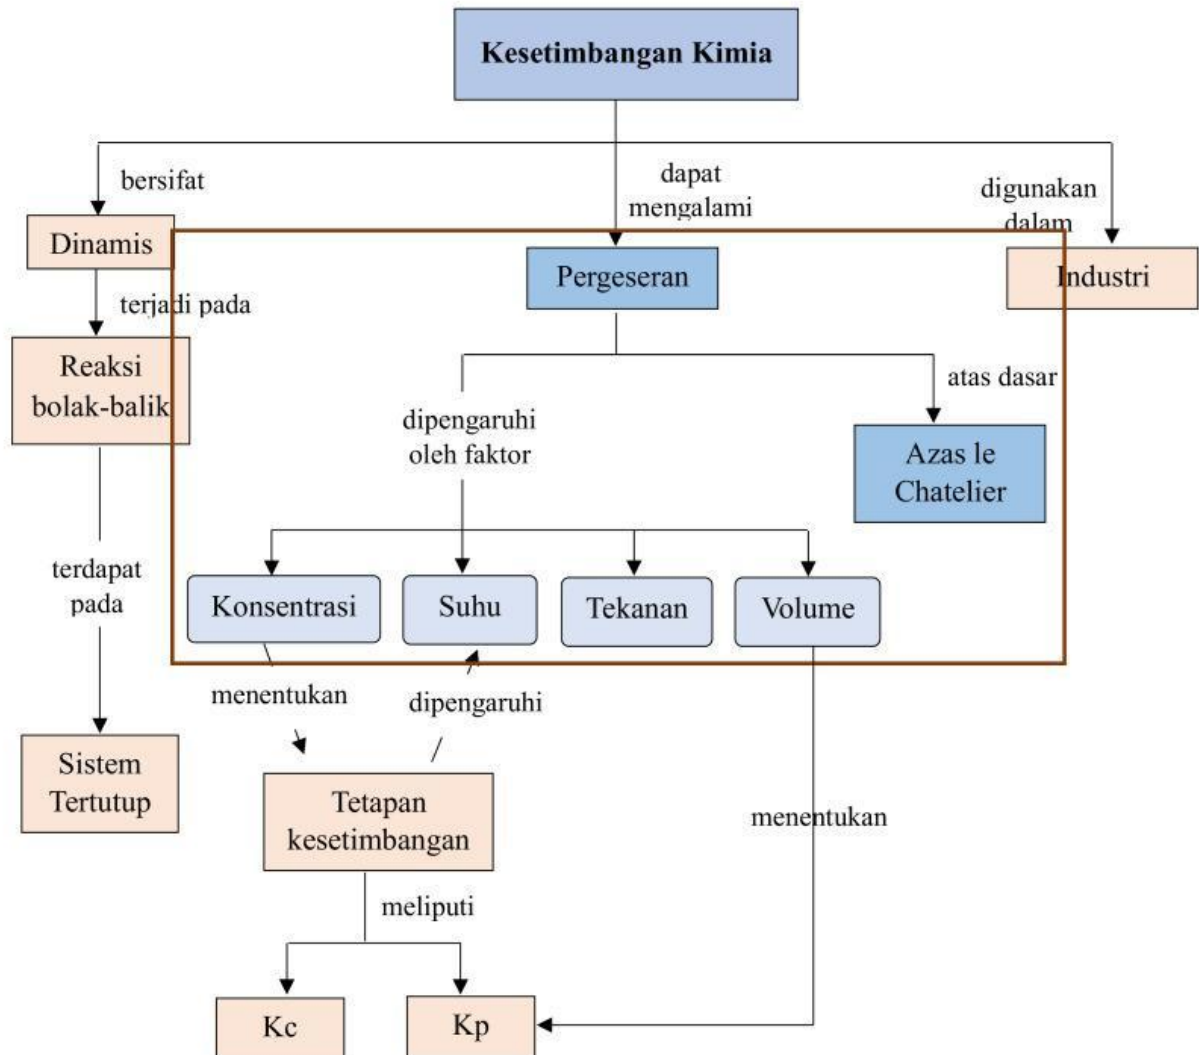 Kesetimbangan Kimia
bersifat
dapat
mengalami
digunakan
dalam
Dinamis
Pergeseran
Industri
terjadi pada
Reaksi
bolak-balik
atas dasar
dipengaruhi
oleh faktor
Azas le
Chatelier
terdapat
pada
Konsentrasi
Suhu
Tekanan
Volume
menentukan
dipengaruhi
Sistem
Tertutup
Tetapan
kesetimbangan
menentukan
meliputi
Kc
Kp